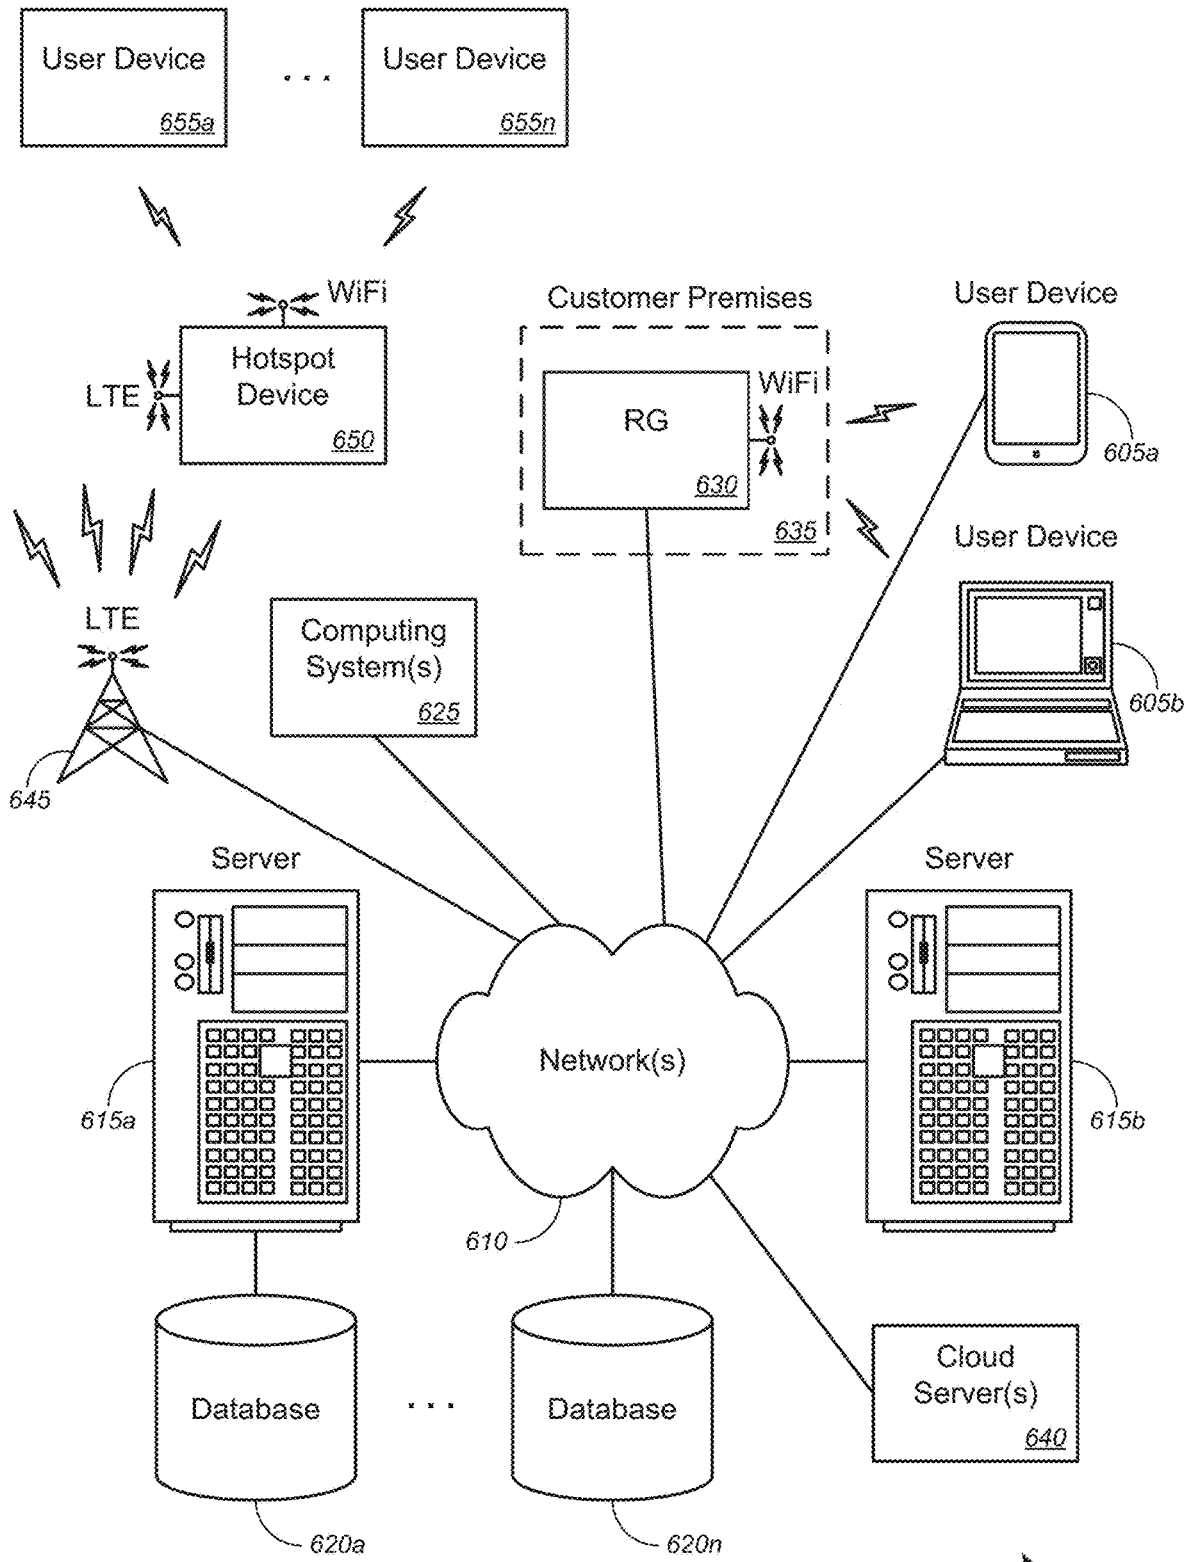 User Device
655a
. . .
User Device
655n
WiFi
Hotspot
Device
650
LTE
Customer Premises
WiFi
RG
630
635
User Device
605a
User Device
605b
LTE
645
Computing
System(s)
625
Server
615a
Server
615b
Network(s)
610
Database
620a
. . .
Database
620n
Cloud
Server(s)
640